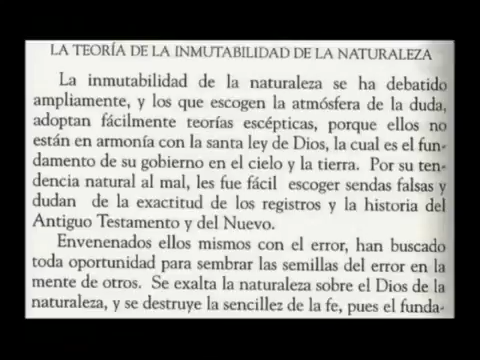 LA TEORÍA DE LA INMUTABILIDAD DE LA NATURALEZA
La inmutabilidad de la naturaleza se ha debatido
ampliamente, y los que escogen la atmósfera de la duda,
adoptan fácilmente teorías escépticas, porque ellos no
están en armonía con la santa ley de Dios, la cual es el fun-
damento de su gobierno en el cielo y la tierra. Por su ten-
dencia natural al mal, les fue fácil escoger sendas falsas y
dudan de la exactitud de los registros y la historia del
Antiguo Testamento y del Nuevo.
Envenenados ellos mismos con el error, han buscado
toda oportunidad para sembrar las semillas del error en la
mente de otros. Se exalta la naturaleza sobre el Dios de la
naturaleza, y se destruye la sencillez de la fe, pues el funda-